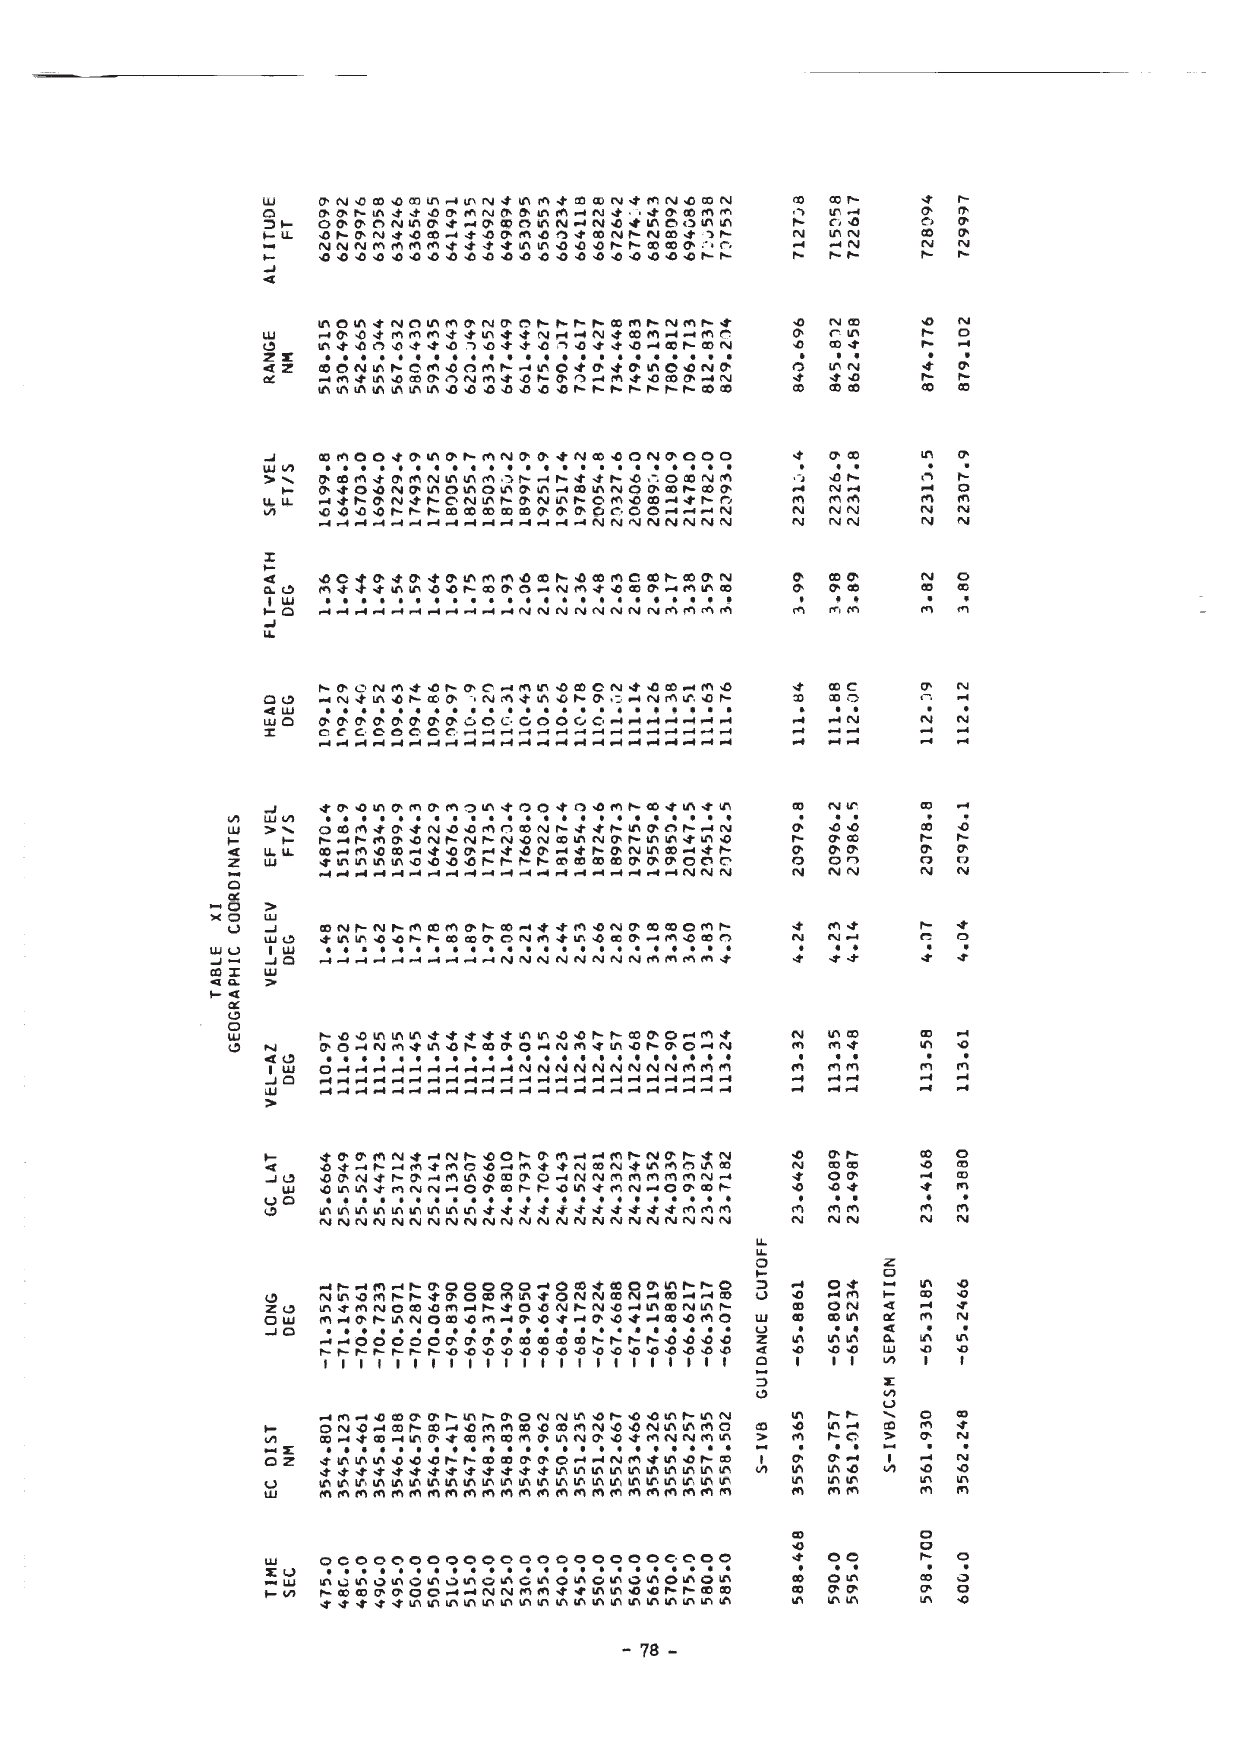 TABLE XI
GEOGRAPHIC COORDINATES
TIME EC DIST LONG GC LAT VEL-AZ VEL-ELEV EF VEL HEAD FLT-PATH SF VEL RANGE ALTITUDE
SEC NM DEG DEG DEG DEG FT/S DEG DEG FT/S NM FT
475.0 3544.801 -71.3521 25.6664 110.97 1.48 14870.4 109.17 1.36 16199.8 518.515 626099
480.0 3545.123 -71.1457 25.5949 111.06 1.52 15118.9 109.29 1.40 16448.3 530.490 627992
485.0 3545.461 -70.9361 25.5219 111.16 1.57 15373.6 109.40 1.44 16703.0 542.665 629976
490.0 3545.816 -70.7233 25.4473 111.25 1.62 15634.5 109.52 1.49 16964.0 555.044 632058
495.0 3546.188 -70.5071 25.3712 111.35 1.67 15899.9 109.63 1.54 17229.4 567.632 634246
500.0 3546.579 -70.2877 25.2934 111.45 1.73 16164.3 109.74 1.59 17493.9 580.430 636548
505.0 3546.989 -70.0649 25.2141 111.54 1.78 16422.9 109.86 1.64 17752.5 593.435 638965
510.0 3547.417 -69.8390 25.1332 111.64 1.83 16676.3 109.97 1.69 18005.9 606.643 641491
515.0 3547.865 -69.6100 25.0507 111.74 1.89 16926.0 110.09 1.75 18255.7 620.049 644135
520.0 3548.337 -69.3780 24.9666 111.84 1.97 17173.5 110.20 1.83 18503.3 633.652 646922
525.0 3548.839 -69.1430 24.8810 111.94 2.08 17420.4 110.31 1.93 18750.2 647.449 649894
530.0 3549.380 -68.9050 24.7937 112.05 2.21 17668.0 110.43 2.06 18997.9 661.440 653095
535.0 3549.962 -68.6641 24.7049 112.15 2.34 17922.0 110.55 2.18 19251.9 675.627 656553
540.0 3550.582 -68.4200 24.6143 112.26 2.44 18187.4 110.66 2.27 19517.4 690.017 660234
545.0 3551.235 -68.1728 24.5221 112.36 2.53 18454.0 110.78 2.36 19784.2 704.617 664118
550.0 3551.926 -67.9224 24.4281 112.47 2.66 18724.6 110.90 2.48 20054.8 719.427 668228
555.0 3552.667 -67.6688 24.3323 112.57 2.82 18997.3 111.02 2.63 20327.6 734.448 672642
560.0 3553.466 -67.4120 24.2347 112.68 2.99 19275.7 111.14 2.80 20606.0 749.683
565.0 3554.326 -67.1519 24.1352 112.79 3.18 19559.8 111.26 2.98 20890.2 765.137 682543
570.0 3555.255 -66.8885 24.0339 112.90 3.38 19850.4 111.38 3.17 21180.9 780.812 688092
575.0 3556.257 -66.6217 23.9307 113.01 3.60 20147.5 111.51 3.38 21478.0 796.713 694086
580.0 3557.335 -66.3517 23.8254 113.13 3.83 20451.4 111.63 3.59 21782.0 812.837 700538
585.0 3558.502 -66.0780 23.7182 113.24 4.07 20762.5 111.76 3.82 22093.0 829.204 707532
S-IVB GUIDANCE CUTOFF
588.468 3559.365 -65.8861 23.6426 113.32 4.24 20979.8 111.84 3.99 22310.4 840.696 712708
590.0 3559.757 -65.8010 23.6089 113.35 4.23 20996.2 111.88 3.98 22326.9 845.802 715058
595.0 3561.017 -65.5234 23.4987 113.48 4.14 20986.5 112.00 3.89 22317.8 862.458 722617
S-IVB/CSM SEPARATION
598.700 3561.930 -65.3185 23.4168 113.58 4.07 20978.8 112.09 3.82 22310.5 874.776 728094
600.0 3562.248 -65.2466 23.3880 113.61 4.04 20976.1 112.12 3.80 22307.9 879.102 729997
- 78 -